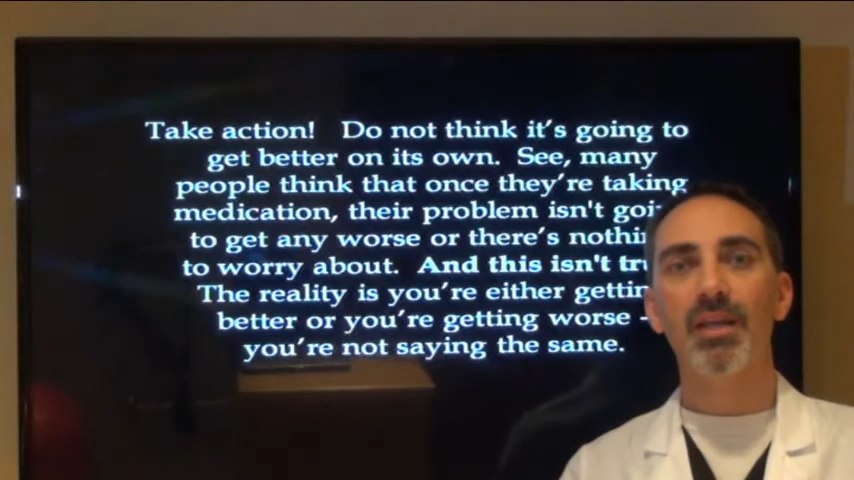 Take action! Do not think it's going to
get better on its own. See, many
people think that once they're taking
medication, their problem isn't
to get any worse or there's
to worry about. And this isn't
The reality is you're either
better or you're getting worse -
you're not saying the same.